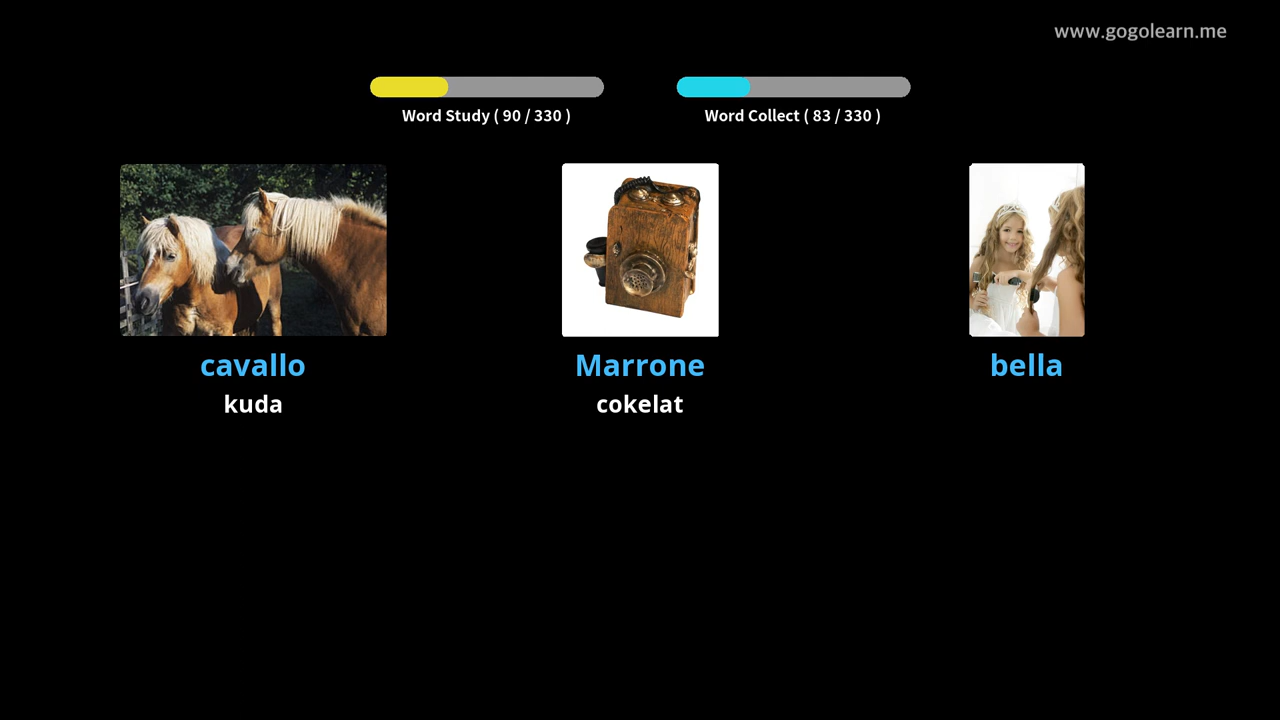 www.gogolearn.me
Word Study ( 90 / 330 )
Word Collect ( 83 / 330 )
cavallo
kuda
Marrone
cokelat
bella